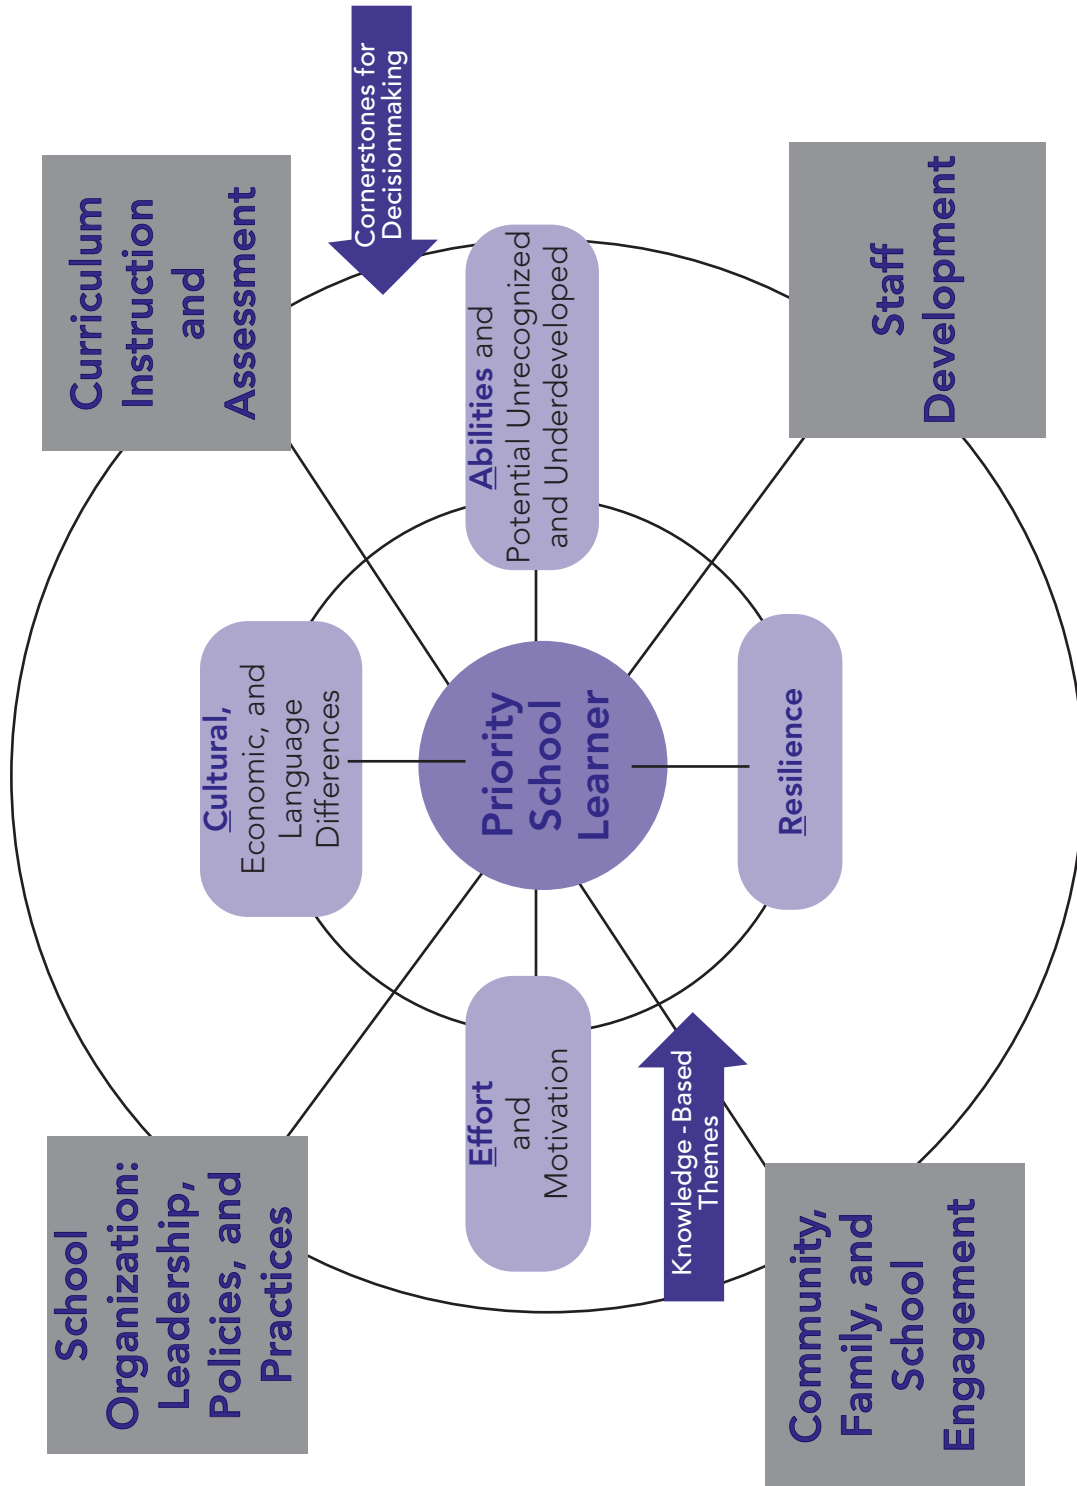 School
Organization:
Leadership,
Policies, and
Practices
Curriculum
Instruction
and
Assessment
Cultural,
Economic, and
Language
Differences
Cornerstones for
Decisionmaking
Effort
and
Motivation
Priority
School
Learner
Abilities and
Potential Unrecognized
and Underdeveloped
Knowledge - Based
Themes
Resilience
Community,
Family, and
School
Engagement
Staff
Development